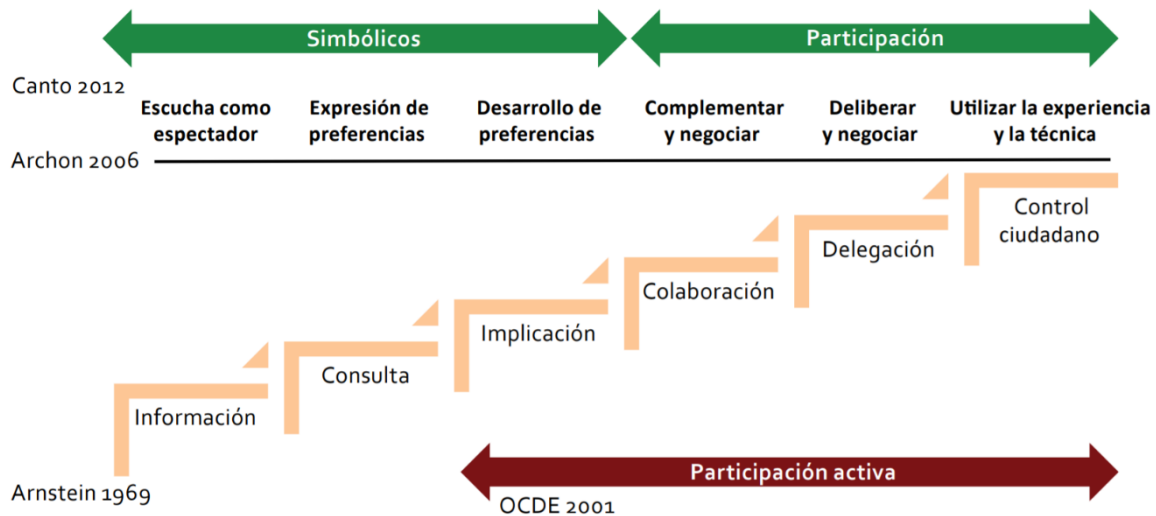 Simbólicos
Participación
Canto 2012
Escucha como
espectador
Expresión de
preferencias
Desarrollo de
preferencias
Complementar
y negociar
Deliberar
y negociar
Utilizar la experiencia
y la técnica
Archon 2006
Control
ciudadano
Delegación
Colaboración
Implicación
Consulta
Información
Participación activa
Arnstein 1969
OCDE 2001